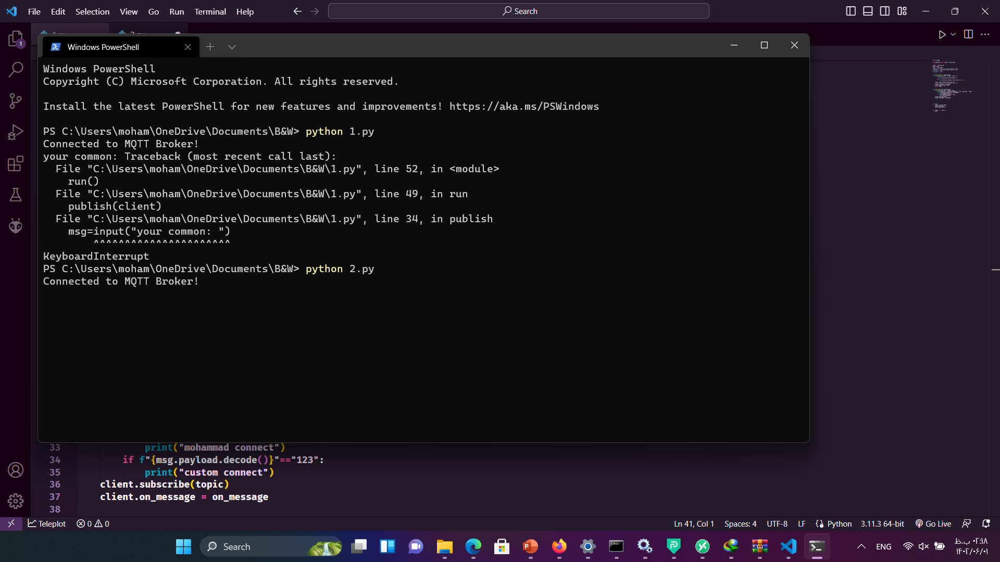 File Edit Selection View Go Run Terminal Help
Search
1
Windows PowerShell
Windows PowerShell
Copyright (C) Microsoft Corporation. All rights reserved.
Install the latest PowerShell for new features and improvements! https://aka.ms/PSWindows
PS C:\Users\moham\OneDrive\Documents\B&W> python 1.py
Connected to MQTT Broker!
your common: Traceback (most recent call last):
File "C:\Users\moham\OneDrive\Documents\B&W\1.py", line 52, in <module>
run()
File "C:\Users\moham\OneDrive\Documents\B&W\1.py", line 49, in run
publish(client)
File "C:\Users\moham\OneDrive\Documents\B&W\1.py", line 34, in publish
msg=input("your common: ")
^^^^^^^^^^^^^^^^^^^^^^
KeyboardInterrupt
PS C:\Users\moham\OneDrive\Documents\B&W> python 2.py
Connected to MQTT Broker!
33 print("mohammad connect")
34 if f"{msg.payload.decode()}"=="123":
35 print("custom connect")
36 client.subscribe(topic)
37 client.on_message = on_message
38
Teleplot 0 0 Ln 41, Col 1 Spaces: 4 UTF-8 LF Python 3.11.3 64-bit Go Live
Search ENG ۰۲:۱۸ ب.ظ
۱۴۰۲/۰۶/۰۱